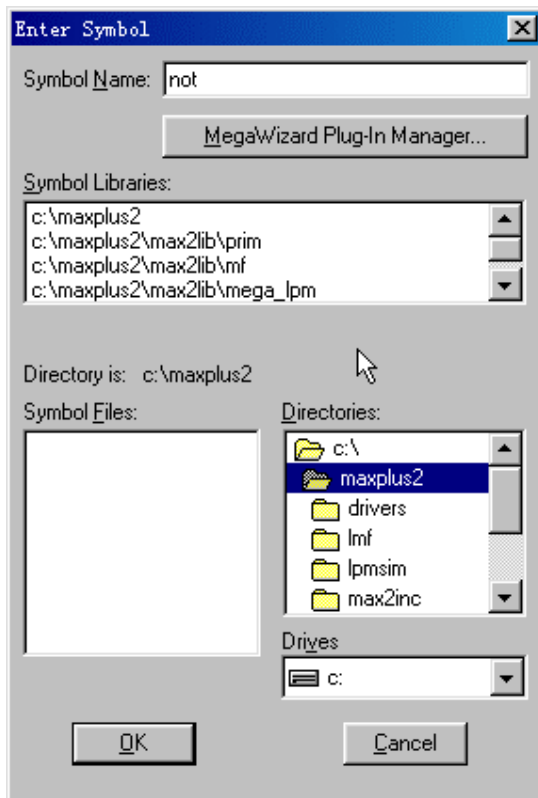 Enter Symbol
Symbol Name: not
MegaWizard Plug-In Manager...
Symbol Libraries:
c:\maxplus2
c:\maxplus2\max2lib\prim
c:\maxplus2\max2lib\mf
c:\maxplus2\max2lib\mega_lpm
Directory is: c:\maxplus2
Symbol Files:
Directories:
c:\
maxplus2
drivers
lmf
lpmsim
max2inc
Drives
c:
OK
Cancel